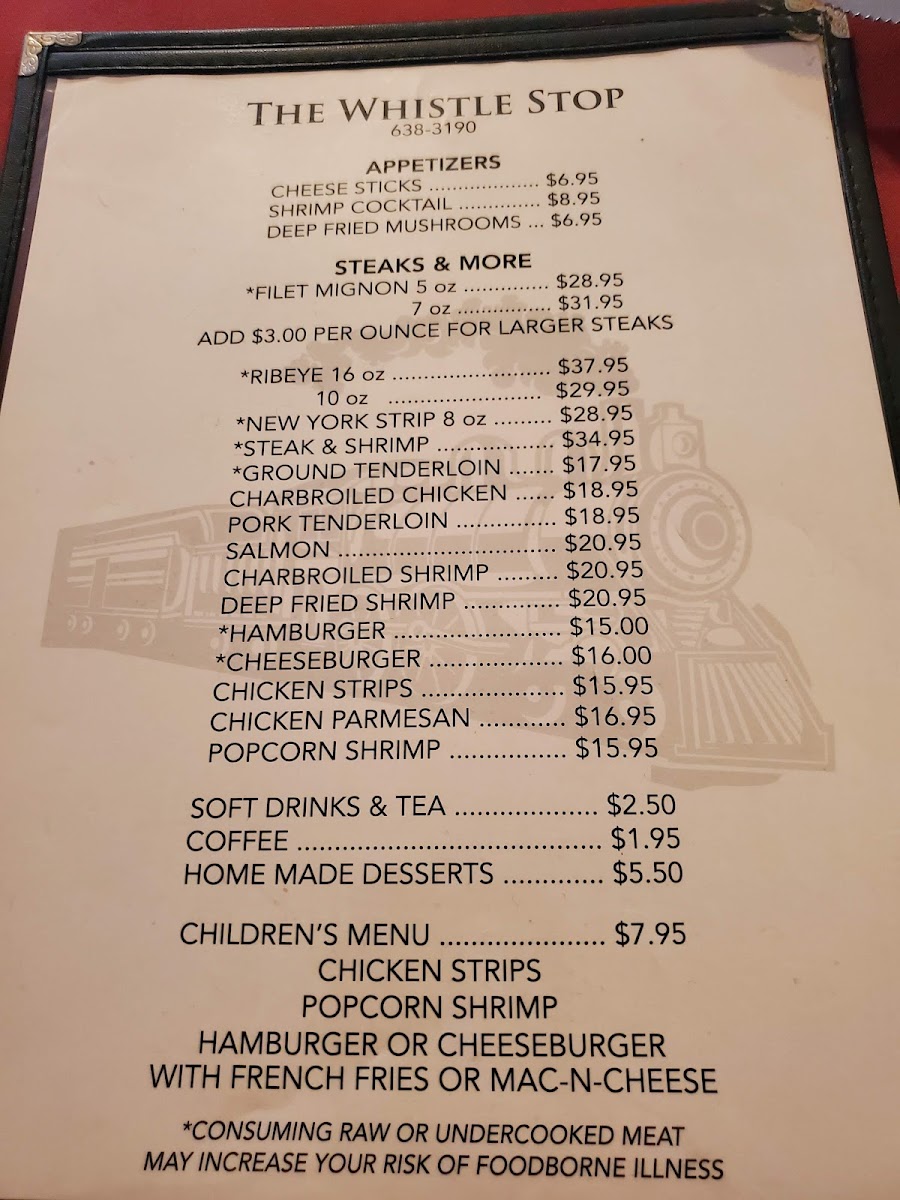 THE WHISTLE STOP
638-3190
APPETIZERS
CHEESE STICKS ................... $6.95
SHRIMP COCKTAIL .............. $8.95
DEEP FRIED MUSHROOMS ... $6.95
STEAKS & MORE
*FILET MIGNON 5 oz .............. $28.95
7 oz ................ $31.95
ADD $3.00 PER OUNCE FOR LARGER STEAKS
*RIBEYE 16 oz ........................... $37.95
10 oz .......................... $29.95
*NEW YORK STRIP 8 oz ......... $28.95
*STEAK & SHRIMP ................... $34.95
*GROUND TENDERLOIN ....... $17.95
CHARBROILED CHICKEN ...... $18.95
PORK TENDERLOIN ............... $18.95
SALMON ................................. $20.95
CHARBROILED SHRIMP ......... $20.95
DEEP FRIED SHRIMP .............. $20.95
*HAMBURGER ......................... $15.00
*CHEESEBURGER .................... $16.00
CHICKEN STRIPS ..................... $15.95
CHICKEN PARMESAN ............ $16.95
POPCORN SHRIMP ................. $15.95
SOFT DRINKS & TEA ................... $2.50
COFFEE ........................................ $1.95
HOME MADE DESSERTS ............. $5.50
CHILDREN'S MENU ...................... $7.95
CHICKEN STRIPS
POPCORN SHRIMP
HAMBURGER OR CHEESEBURGER
WITH FRENCH FRIES OR MAC-N-CHEESE
*CONSUMING RAW OR UNDERCOOKED MEAT
MAY INCREASE YOUR RISK OF FOODBORNE ILLNESS